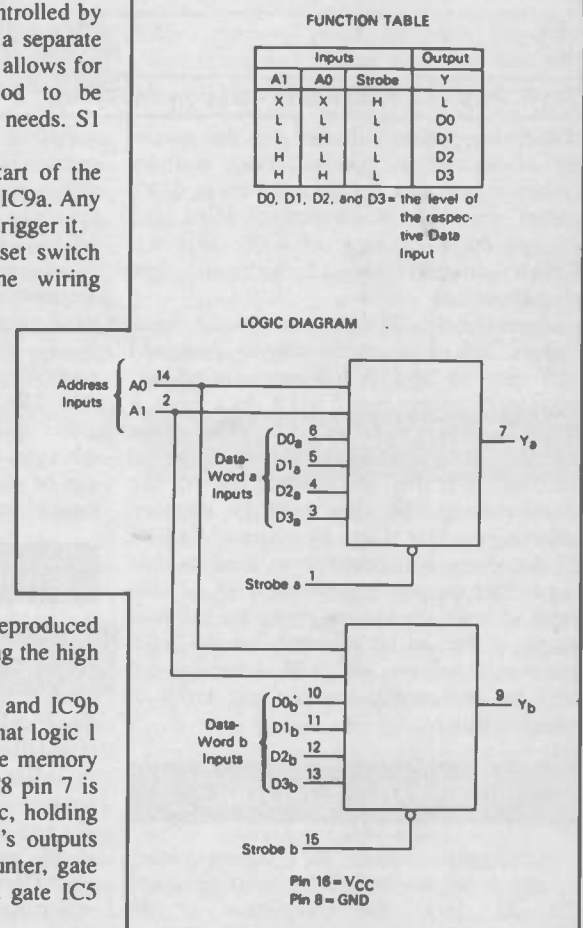 ntrolled by
a separate
allows for
od to be
needs. S1
tart of the
IC9a. Any
rigger it.
set switch
ne wiring
eproduced
ng the high
and IC9b
hat logic 1
e memory
8 pin 7 is
c, holding
's outputs
unter, gate
gate IC5
FUNCTION TABLE
Inputs Output
A1 A0 Strobe Y
X X H L
L L L D0
L H L D1
H L L D2
H H L D3
D0, D1, D2, and D3 = the level of
the respec-
tive Data
Input
LOGIC DIAGRAM
Address
Inputs
A0 14
A1 2
Data-
Word a
Inputs
D0a 6
D1a 5
D2a 4
D3a 3
7 Ya
Strobe a 1
Data-
Word b
Inputs
D0b 10
D1b 11
D2b 12
D3b 13
9 Yb
Strobe b 15
Pin 16 = VCC
Pin 8 = GND